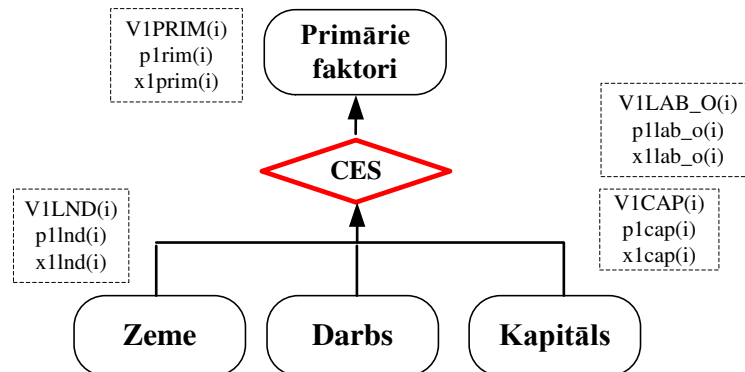 V1PRIM(i)
p1rim(i)
x1prim(i)
Primārie
faktori
V1LAB_O(i)
p1lab_o(i)
x1lab_o(i)
CES
V1LND(i)
p1lnd(i)
x1lnd(i)
V1CAP(i)
p1cap(i)
x1cap(i)
Zeme
Darbs
Kapitāls